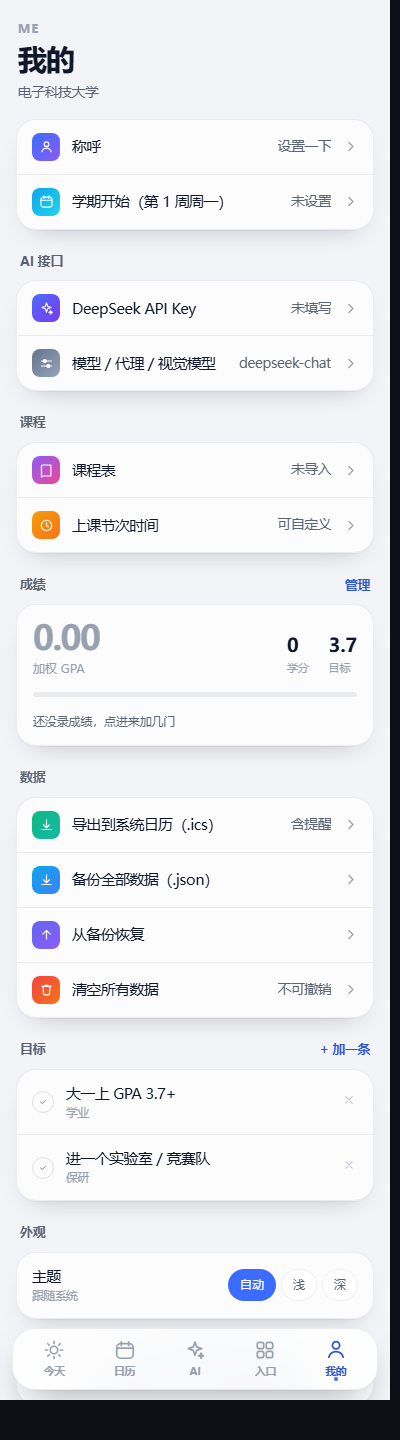 ME
我的
电子科技大学
称呼 设置一下
学期开始（第 1 周周一） 未设置
AI 接口
DeepSeek API Key 未填写
模型 / 代理 / 视觉模型 deepseek-chat
课程
课程表 未导入
上课节次时间 可自定义
成绩 管理
0.00 0 3.7
加权 GPA 学分 目标
还没录成绩，点进来加几门
数据
导出到系统日历（.ics） 含提醒
备份全部数据（.json）
从备份恢复
清空所有数据 不可撤销
目标 + 加一条
大一上 GPA 3.7+
学业
进一个实验室 / 竞赛队
保研
外观
主题 自动 浅 深
跟随系统
今天 日历 AI 入口 我的